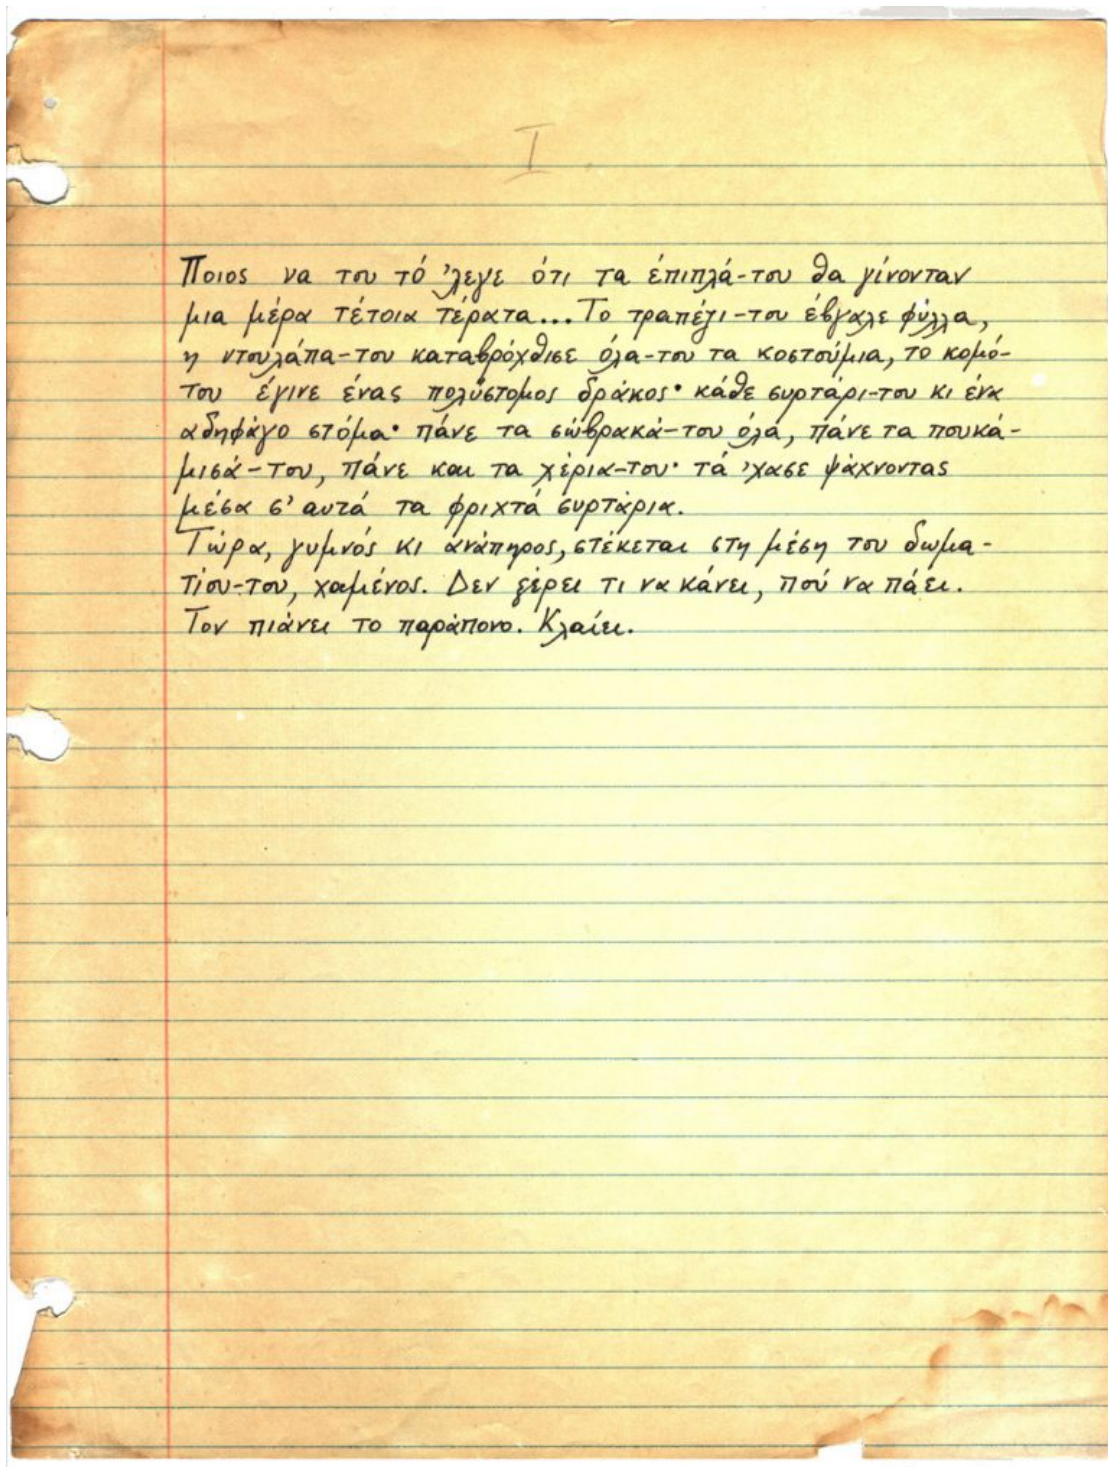 I
Ποιος να του τό 'λεγε ότι τα έπιπλά-του θα γίνονταν
μια μέρα τέτοια τέρατα... Το τραπέζι-του έβγαλε φύλλα,
η ντουλάπα-του καταβρόχθισε όλα-του τα κοστούμια, το κομό-
του έγινε ένας πολύστομος δράκος· κάθε συρτάρι-του κι ένα
αδηφάγο στόμα· πάνε τα σώβρακά-του όλα, πάνε τα πουκά-
μισά-του, πάνε και τα χέρια-του· τά 'χασε ψάχνοντας
μέσα σ' αυτά τα φριχτά συρτάρια.
Τώρα, γυμνός κι ανάπηρος, στέκεται στη μέση του δωμα-
τίου-του, χαμένος. Δεν ξέρει τι να κάνει, πού να πάει.
Τον πιάνει το παράπονο. Κλαίει.